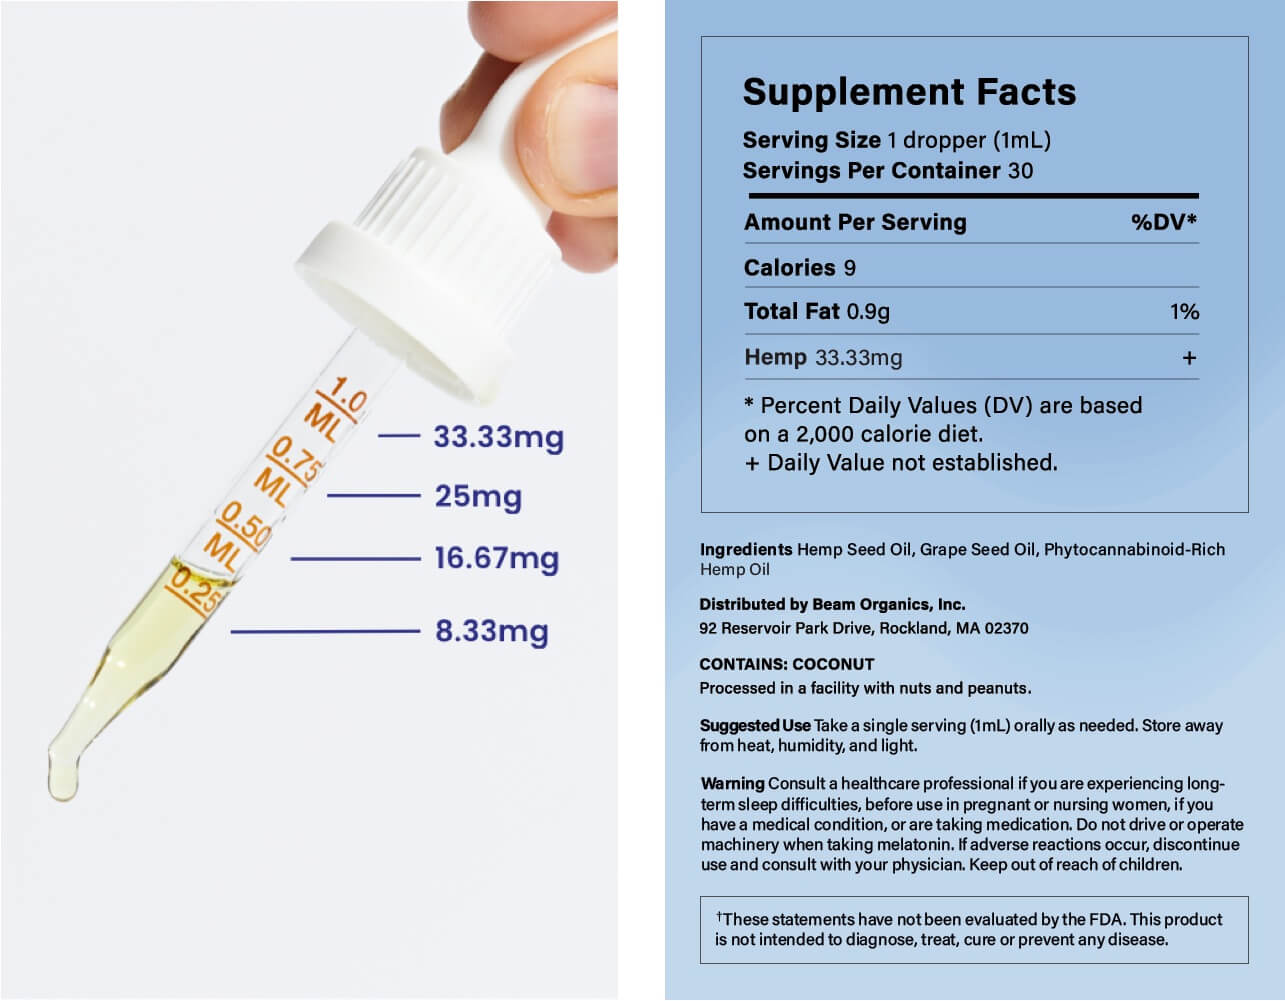 1.0
ML
0.75
ML
0.50
ML
0.25
33.33mg
25mg
16.67mg
8.33mg
Supplement Facts
Serving Size 1 dropper (1mL)
Servings Per Container 30
Amount Per Serving %DV*
Calories 9
Total Fat 0.9g 1%
Hemp 33.33mg +
* Percent Daily Values (DV) are based
on a 2,000 calorie diet.
+ Daily Value not established.
Ingredients Hemp Seed Oil, Grape Seed Oil, Phytocannabinoid-Rich
Hemp Oil
Distributed by Beam Organics, Inc.
92 Reservoir Park Drive, Rockland, MA 02370
CONTAINS: COCONUT
Processed in a facility with nuts and peanuts.
Suggested Use Take a single serving (1mL) orally as needed. Store away
from heat, humidity, and light.
Warning Consult a healthcare professional if you are experiencing long-
term sleep difficulties, before use in pregnant or nursing women, if you
have a medical condition, or are taking medication. Do not drive or operate
machinery when taking melatonin. If adverse reactions occur, discontinue
use and consult with your physician. Keep out of reach of children.
†These statements have not been evaluated by the FDA. This product
is not intended to diagnose, treat, cure or prevent any disease.